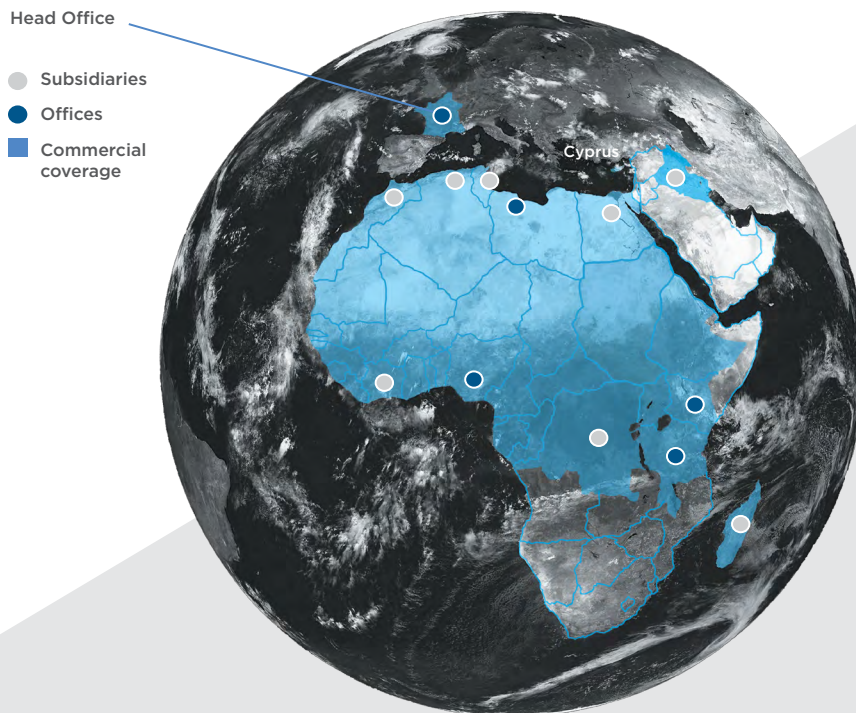 Head Office
Subsidiaries
Offices
Commercial
coverage
Cyprus